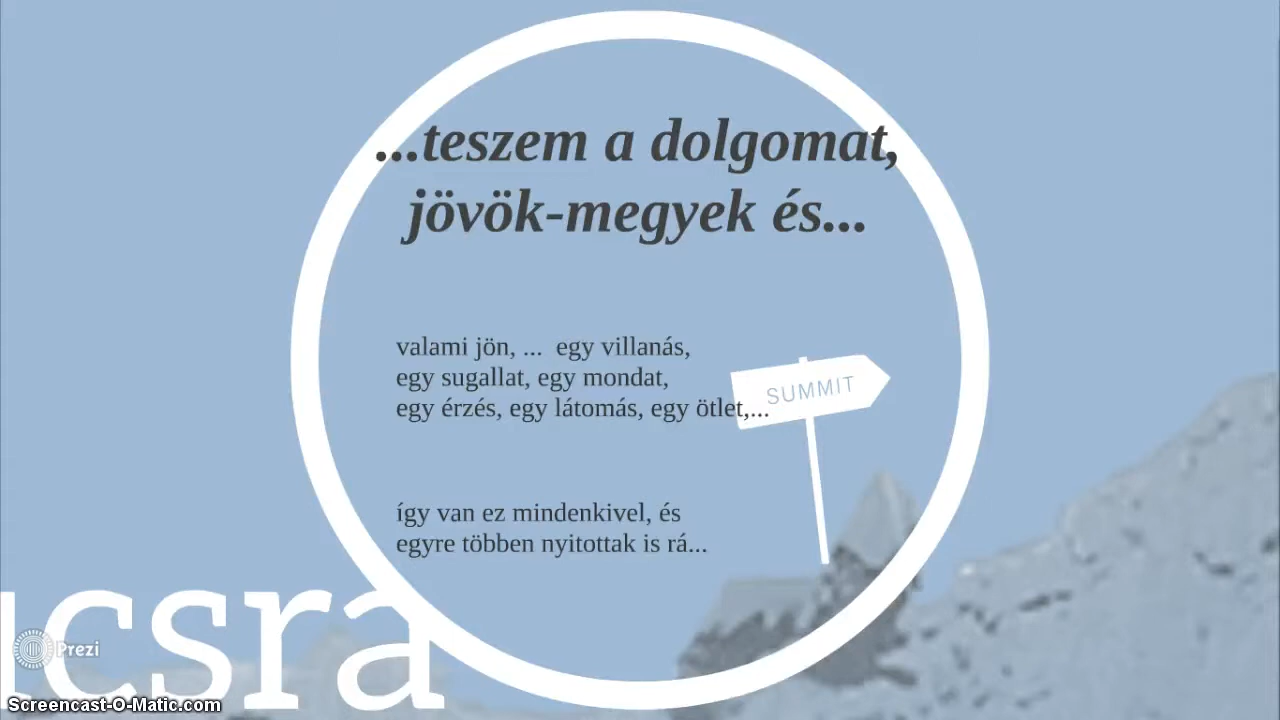 ...teszem a dolgomat,
jövök-megyek és...
valami jön, ... egy villanás,
egy sugallat, egy mondat,
egy érzés, egy látomás, egy ötlet,...
SUMMIT
így van ez mindenkivel, és
egyre többen nyitottak is rá...
csra
Prezi
Screencast-O-Matic.com